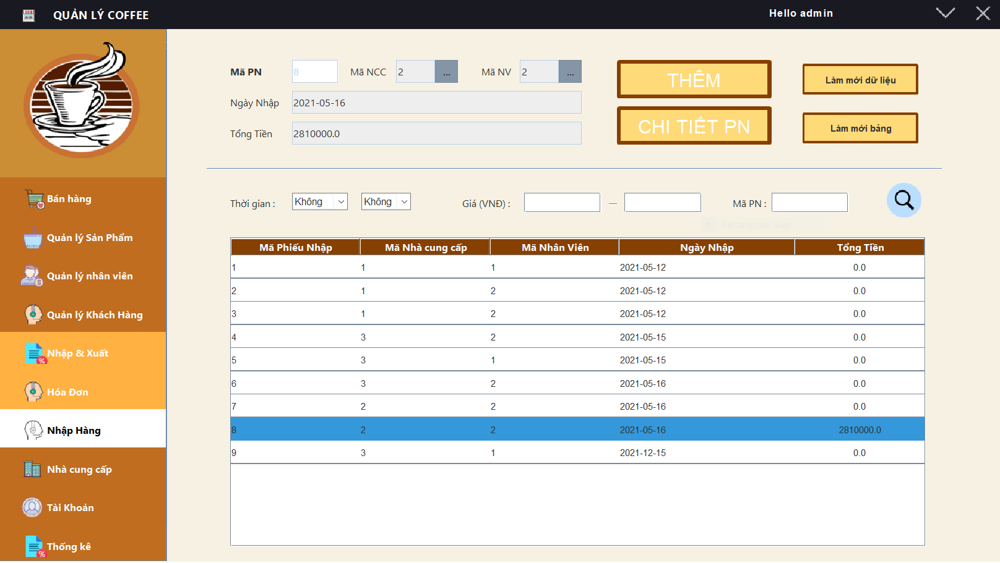 QUẢN LÝ COFFEE
Hello admin
Mã PN 8 Mã NCC 2 ... Mã NV 2 ...
THÊM
Làm mới dữ liệu
Ngày Nhập 2021-05-16
CHI TIẾT PN
Làm mới bảng
Tổng Tiền 2810000.0
Bán hàng
Quản lý Sản Phẩm
Quản lý nhân viên
Quản lý Khách Hàng
Nhập & Xuất
Hóa Đơn
Nhập Hàng
Nhà cung cấp
Tài Khoản
Thống kê
Thời gian : Không Không Giá (VNĐ) : — Mã PN :
Rectangular Snip
Mã Phiếu Nhập Mã Nhà cung cấp Mã Nhân Viên Ngày Nhập Tổng Tiền
1 1 1 2021-05-12 0.0
2 1 2 2021-05-12 0.0
3 1 2 2021-05-12 0.0
4 3 2 2021-05-15 0.0
5 3 1 2021-05-15 0.0
6 3 2 2021-05-16 0.0
7 2 2 2021-05-16 0.0
8 2 2 2021-05-16 2810000.0
9 3 1 2021-12-15 0.0